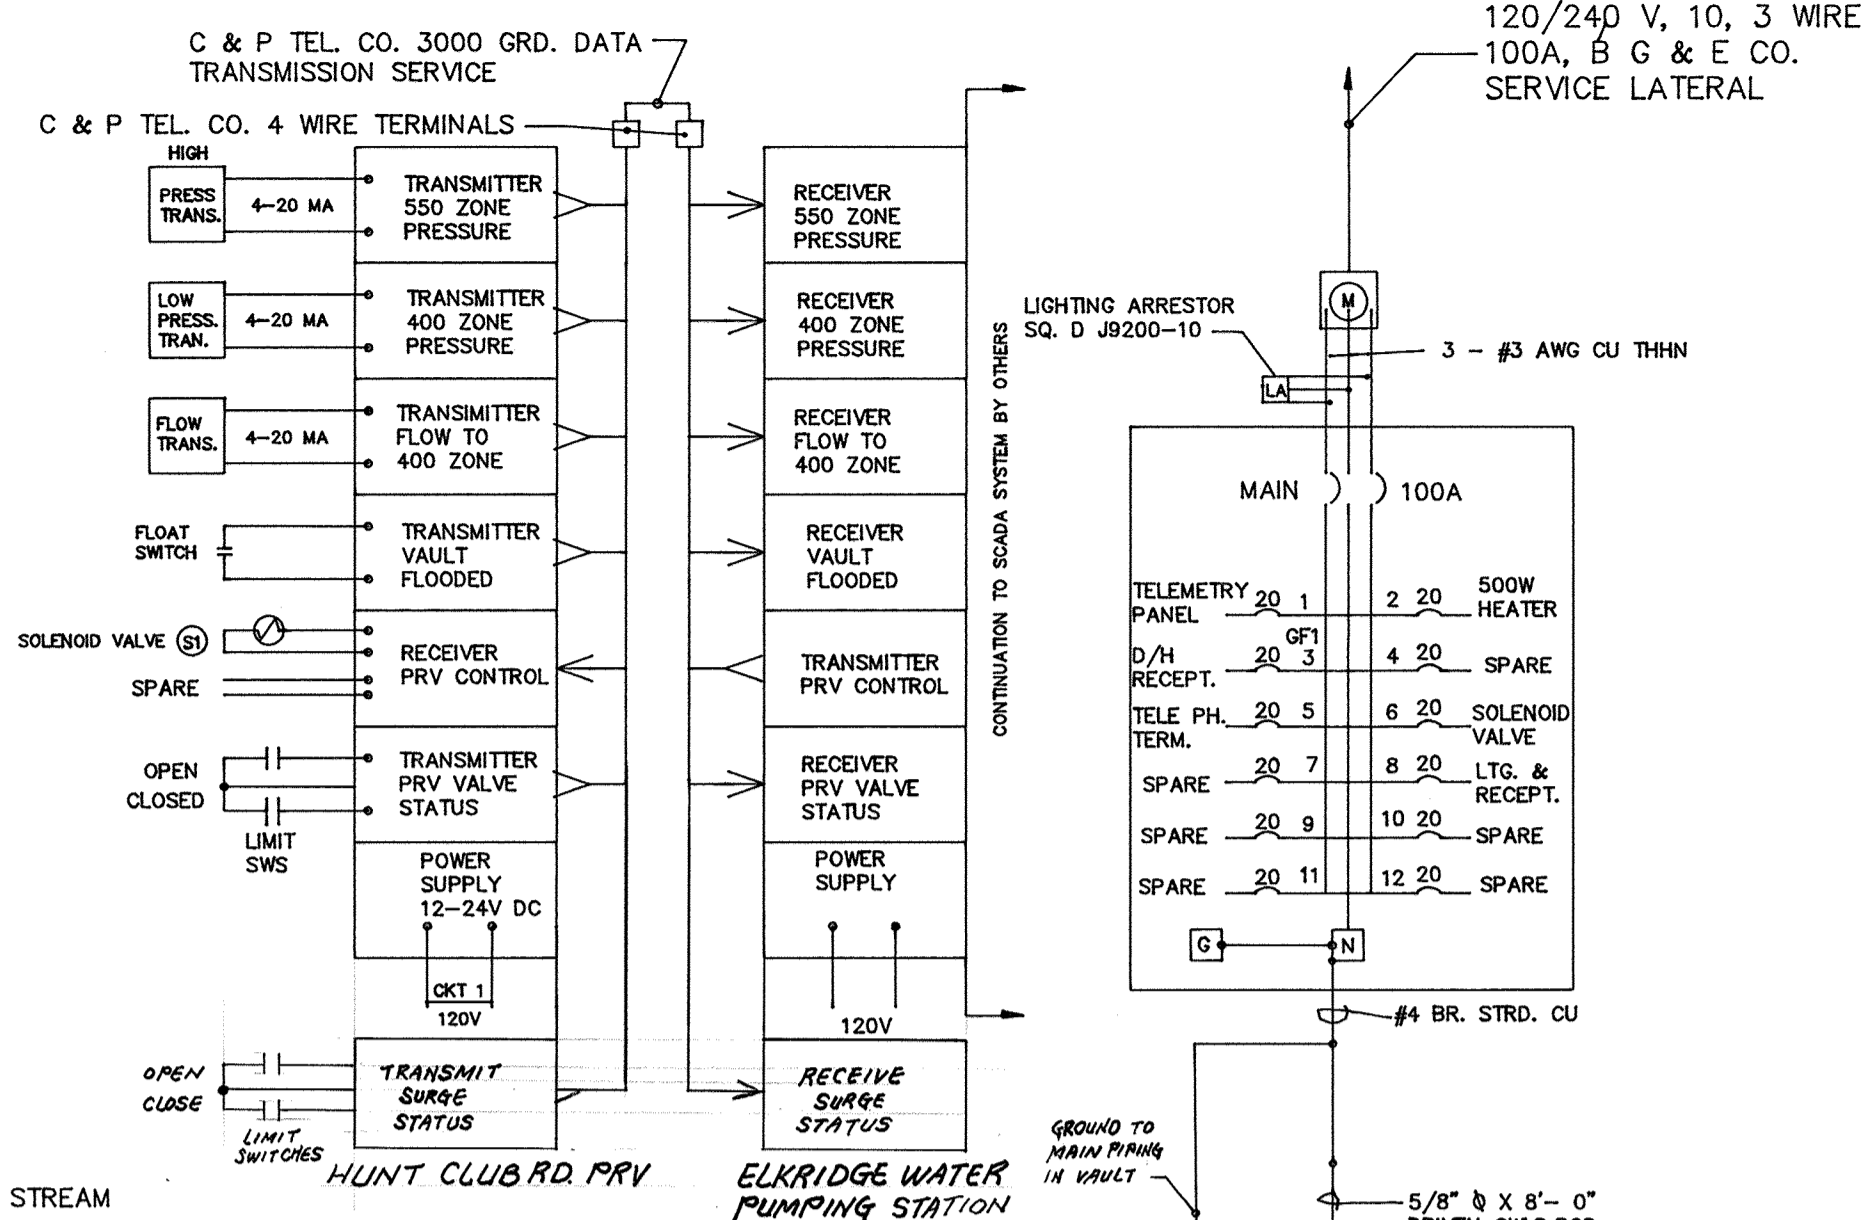 C & P TEL. CO. 3000 GRD. DATA
TRANSMISSION SERVICE
C & P TEL. CO. 4 WIRE TERMINALS
HIGH
PRESS
TRANS.
4-20 MA
TRANSMITTER
550 ZONE
PRESSURE
RECEIVER
550 ZONE
PRESSURE
LOW
PRESS.
TRAN.
4-20 MA
TRANSMITTER
400 ZONE
PRESSURE
RECEIVER
400 ZONE
PRESSURE
FLOW
TRANS.
4-20 MA
TRANSIMITTER
FLOW TO
400 ZONE
RECEIVER
FLOW TO
400 ZONE
FLOAT
SWITCH
TRANSMITTER
VAULT
FLOODED
RECEIVER
VAULT
FLOODED
SOLENOID VALVE S1
SPARE
RECEIVER
PRV CONTROL
TRANSMITTER
PRV CONTROL
OPEN
CLOSED
LIMIT
SWS
TRANSMITTER
PRV VALVE
STATUS
RECEIVER
PRV VALVE
STATUS
POWER
SUPPLY
12-24V DC
CKT 1
120V
POWER
SUPPLY
120V
OPEN
CLOSE
LIMIT
SWITCHES
TRANSMIT
SURGE
STATUS
RECEIVE
SURGE
STATUS
HUNT CLUB RD. PRV
ELKRIDGE WATER
PUMPING STATION
STREAM
CONTINUATION TO SCADA SYSTEM BY OTHERS
120/240 V, 10, 3 WIRE
100A, B G & E CO.
SERVICE LATERAL
M
LIGHTING ARRESTOR
SQ. D J9200-10
LA
3 - #3 AWG CU THHN
MAIN
100A
TELEMETRY
PANEL
20 1
2 20
500W
HEATER
D/H
RECEPT.
20
GF1
3
4 20
SPARE
TELE PH.
TERM.
20 5
6 20
SOLENOID
VALVE
SPARE
20 7
8 20
LTG. &
RECEPT.
SPARE
20 9
10 20
SPARE
SPARE
20 11
12 20
SPARE
G
N
#4 BR. STRD. CU
GROUND TO
MAIN PIPING
IN VAULT
5/8" Φ X 8'- 0"